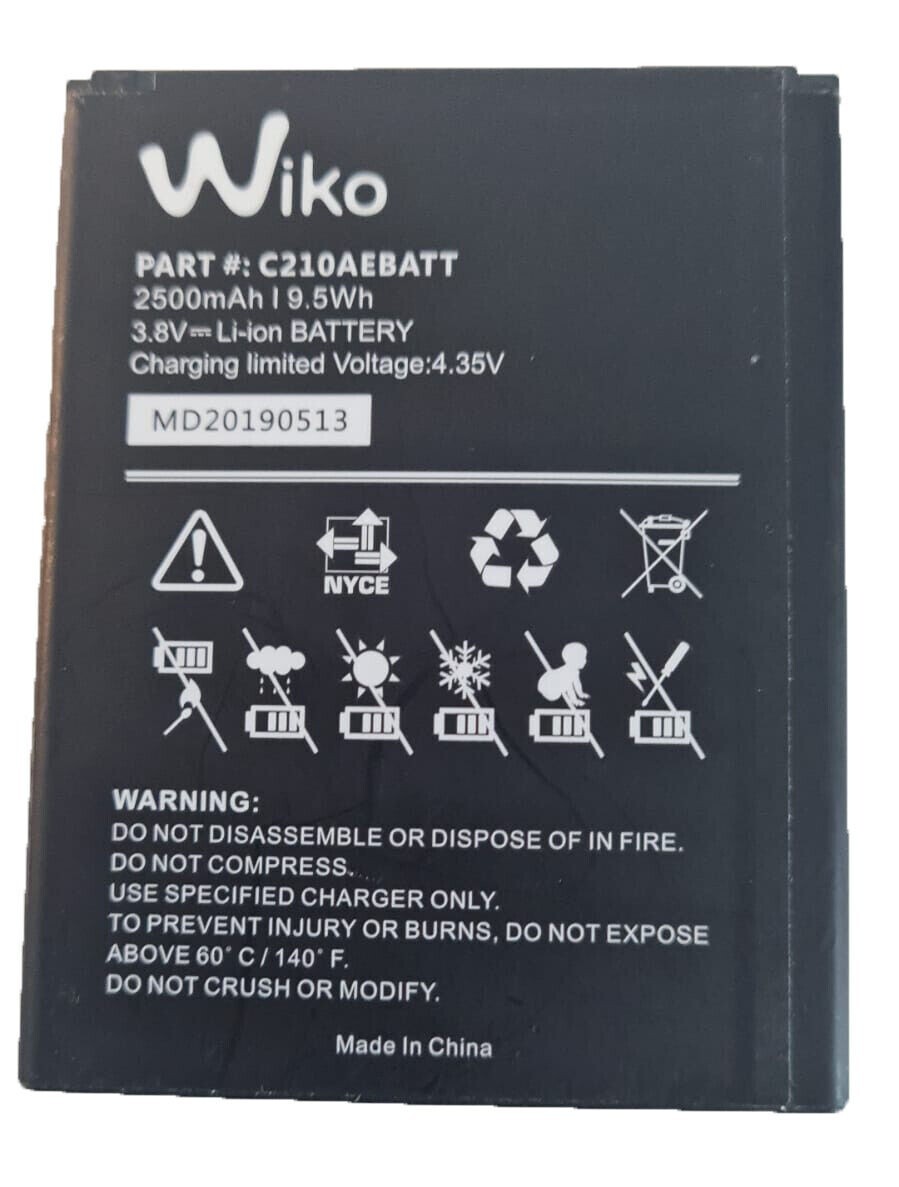 Wiko
PART #: C210AEBATT
2500mAh I 9.5Wh
3.8V⎓ Li-ion BATTERY
Charging limited Voltage:4.35V
MD20190513
NYCE
WARNING:
DO NOT DISASSEMBLE OR DISPOSE OF IN FIRE.
DO NOT COMPRESS.
USE SPECIFIED CHARGER ONLY.
TO PREVENT INJURY OR BURNS, DO NOT EXPOSE
ABOVE 60° C / 140° F.
DO NOT CRUSH OR MODIFY.
Made In China